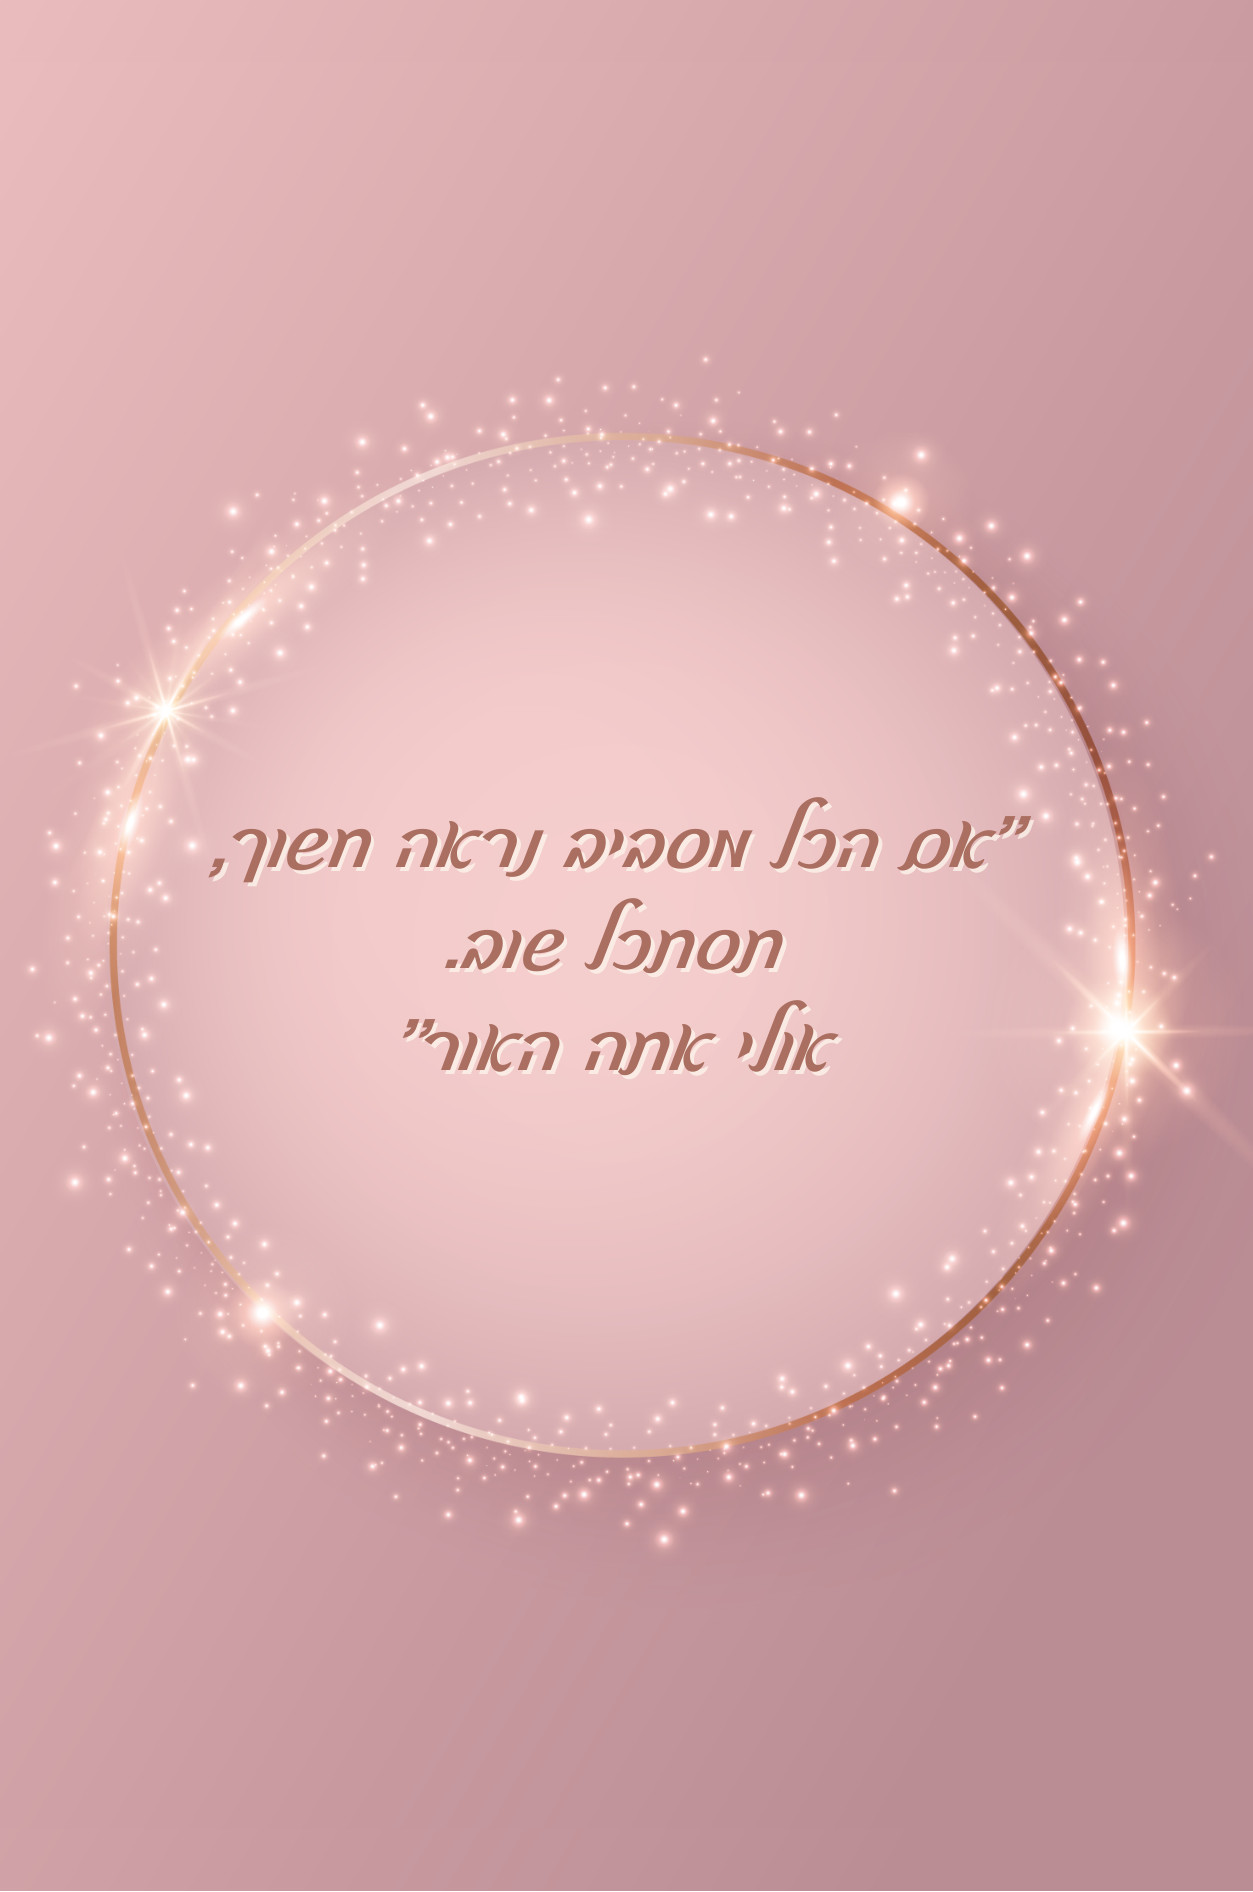 ”אם הכל מסביב נראה חשוך,
תסתכל שוב.
אולי אתה האור”